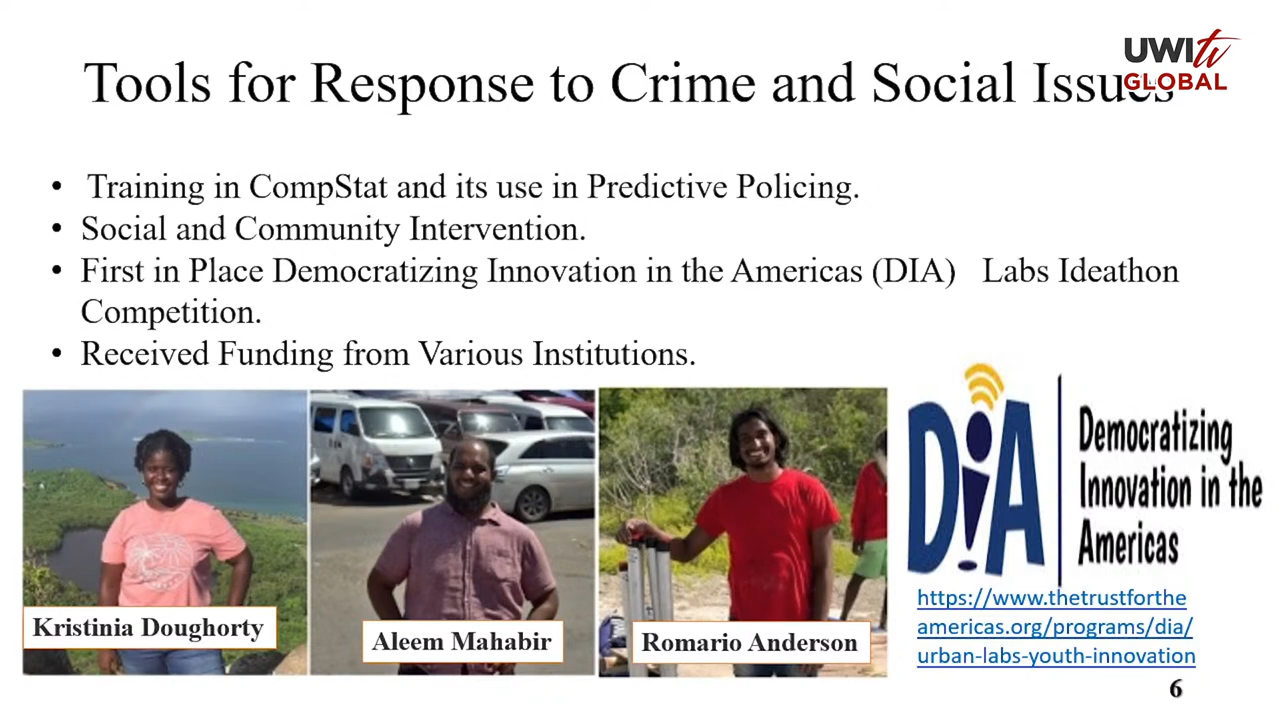 UWI tv
GLOBAL
Tools for Response to Crime and Social Issues
• Training in CompStat and its use in Predictive Policing.
• Social and Community Intervention.
• First in Place Democratizing Innovation in the Americas (DIA) Labs Ideathon
Competition.
• Received Funding from Various Institutions.
Kristinia Doughorty
Aleem Mahabir
Romario Anderson
DiA
Democratizing
Innovation in the
Americas
https://www.thetrustforthe
americas.org/programs/dia/
urban-labs-youth-innovation
6